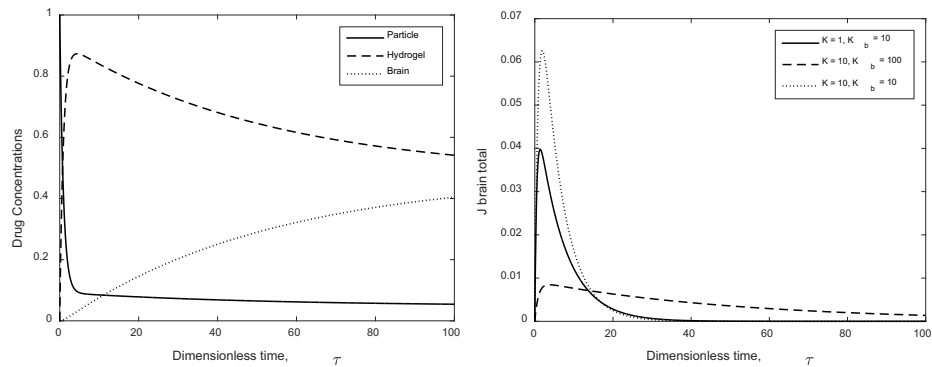 1
0.8
0.6
0.4
0.2
0
Drug Concentrations
Particle
Hydrogel
Brain
0 20 40 60 80 100
Dimensionless time, τ
0.07
0.06
0.05
0.04
0.03
0.02
0.01
0
J brain total
K = 1, K b = 10
K = 10, K b = 100
K = 10, K b = 10
0 20 40 60 80 100
Dimensionless time, τ